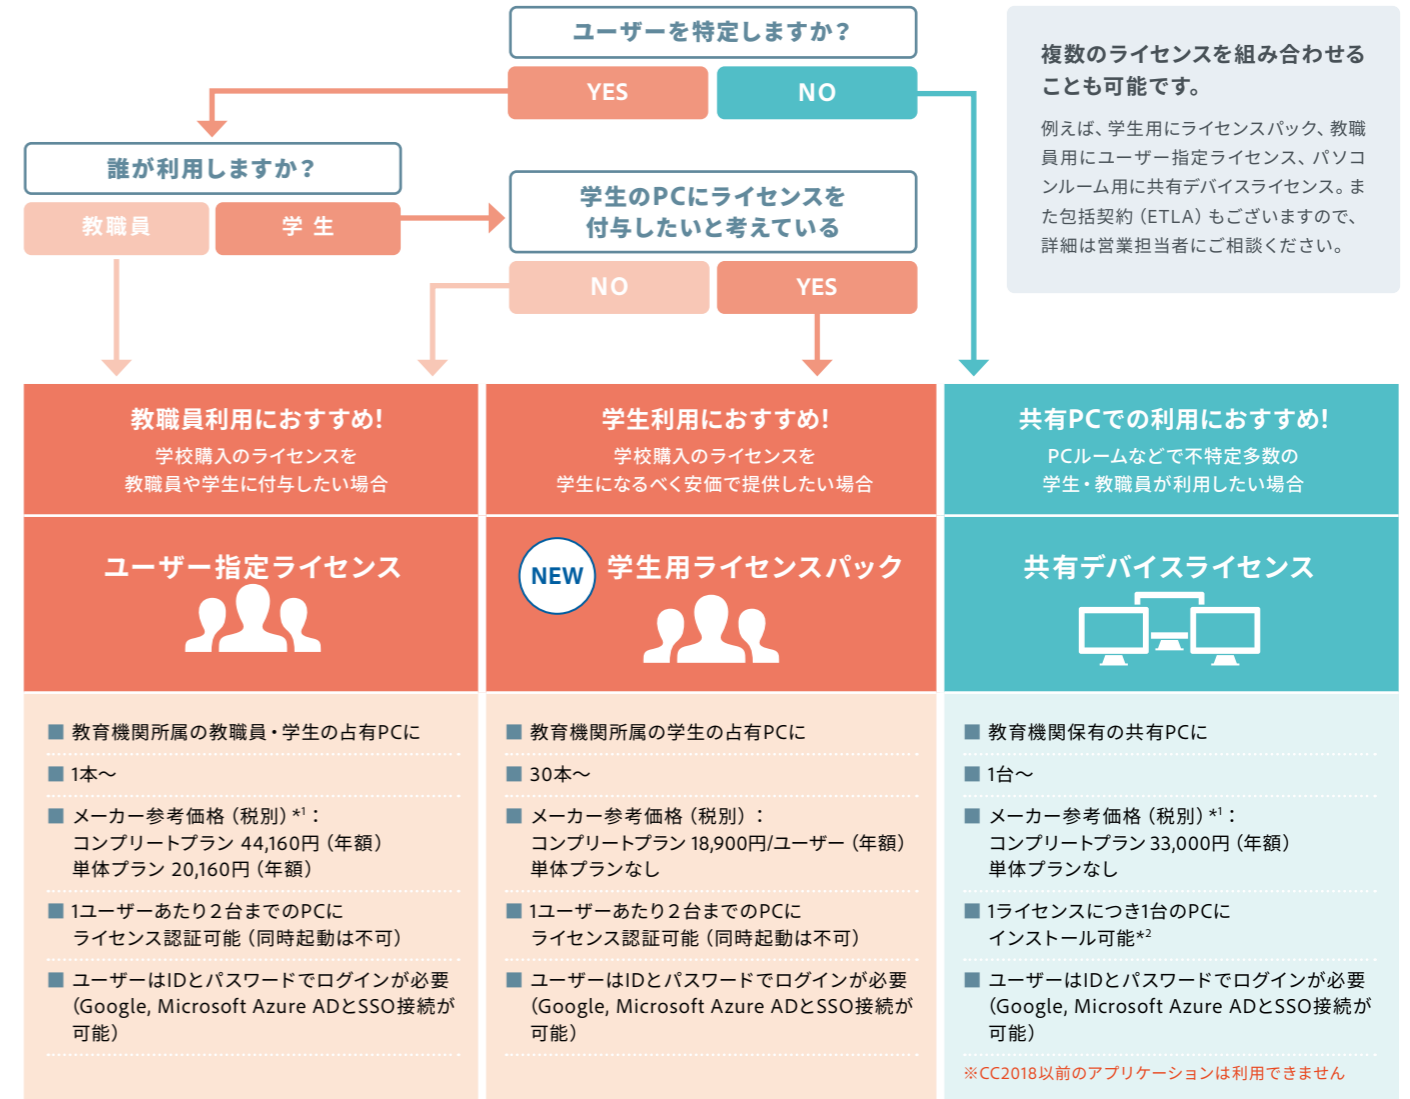 ユーザーを特定しますか？
YES
NO
誰が利用しますか？
教職員
学 生
学生のPCにライセンスを
付与したいと考えている
NO
YES
複数のライセンスを組み合わせる
ことも可能です。
例えば、学生用にライセンスパック、教職
員用にユーザー指定ライセンス、パソコ
ンルーム用に共有デバイスライセンス。ま
た包括契約（ETLA）もございますので、
詳細は営業担当者にご相談ください。
教職員利用におすすめ!
学校購入のライセンスを
教職員や学生に付与したい場合
ユーザー指定ライセンス
■ 教育機関所属の教職員・学生の占有PCに
■ 1本～
■ メーカー参考価格（税別）*1：
コンプリートプラン 44,160円（年額）
単体プラン 20,160円（年額）
■ 1ユーザーあたり２台までのPCに
ライセンス認証可能（同時起動は不可）
■ ユーザーはIDとパスワードでログインが必要
（Google, Microsoft Azure ADとSSO接続が
可能）
学生利用におすすめ!
学校購入のライセンスを
学生になるべく安価で提供したい場合
NEW
学生用ライセンスパック
■ 教育機関所属の学生の占有PCに
■ 30本～
■ メーカー参考価格（税別）：
コンプリートプラン 18,900円/ユーザー（年額）
単体プランなし
■ 1ユーザーあたり２台までのPCに
ライセンス認証可能（同時起動は不可）
■ ユーザーはIDとパスワードでログインが必要
（Google, Microsoft Azure ADとSSO接続が
可能）
共有PCでの利用におすすめ!
PCルームなどで不特定多数の
学生・教職員が利用したい場合
共有デバイスライセンス
■ 教育機関保有の共有PCに
■ 1台～
■ メーカー参考価格（税別）*1：
コンプリートプラン 33,000円（年額）
単体プランなし
■ 1ライセンスにつき1台のPCに
インストール可能*2
■ ユーザーはIDとパスワードでログインが必要
（Google, Microsoft Azure ADとSSO接続が
可能）
※CC2018以前のアプリケーションは利用できません